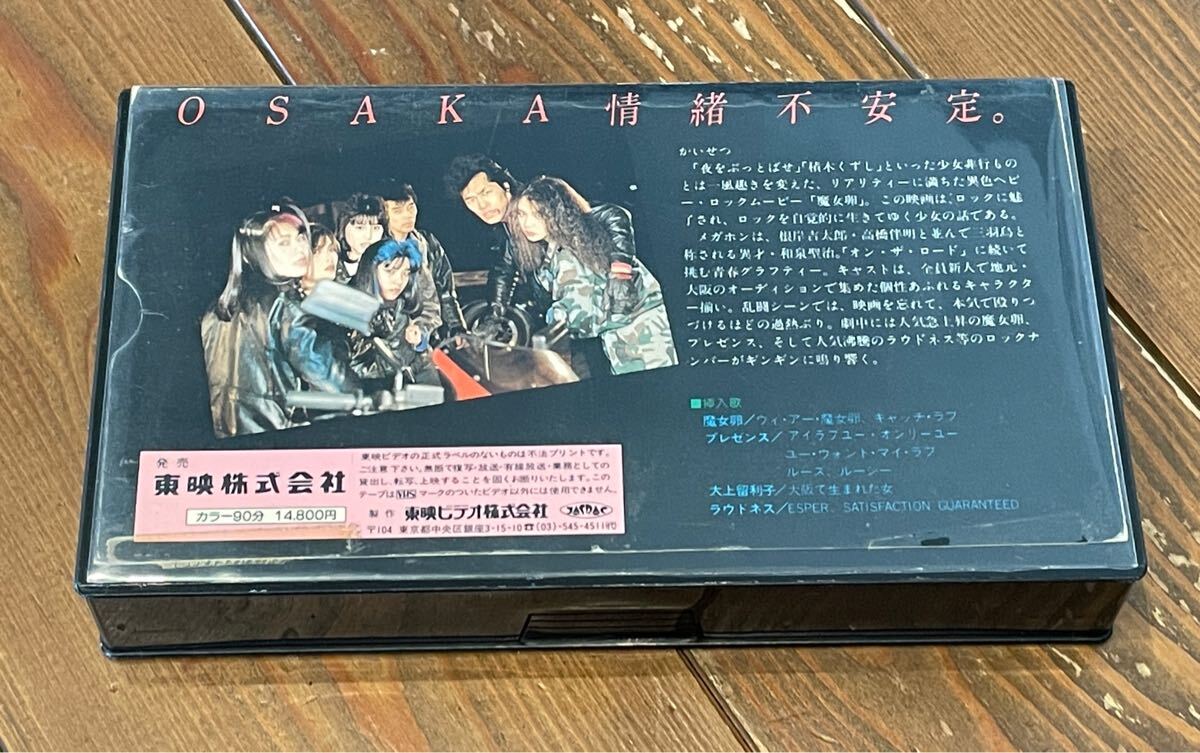 OSAKA情緒不安定。
かいせつ
「夜をぶっとばせ」「積木くずし」といった少女非行もの
とは一風趣きを変えた、リアリティーに満ちた異色ヘビ
ー・ロックムービー「魔女卵」。この映画は、ロックに魅
了され、ロックを自覚的に生きてゆく少女の話である。
メガホンは、根岸吉太郎・高橋伴明と並んで三羽烏と
称される異才・和泉聖治。「オン・ザ・ロード」に続いて
挑む青春グラフティー。キャストは、全員新人で地元・
大阪のオーディションで集めた個性あふれるキャラクタ
ー揃い。乱闘シーンでは、映画を忘れて、本気で殴りつ
づけるほどの過熱ぶり。劇中には人気急上昇の魔女卵、
プレゼンス、そして人気沸騰のラウドネス等のロックナ
ンバーがギンギンに鳴り響く。
■挿入歌
魔女卵/ウィ・アー・魔女卵、キャッチ・ラブ
プレゼンス/アイラブユー・オンリーユー
ユー・ウォント・マイ・ラブ
ルース、ルーシー
大上留利子/大阪で生まれた女
ラウドネス/ESPER、SATISFACTION GUARANTEED
発売
東映株式会社
カラー90分 14,800円
東映ビデオの正式ラベルのないものは不法プリントです。
ご注意下さい。無断で複写・放送・有線放送・業務としての
貸出し、転写、上映することを固くお断りいたします。この
テープはVHSマークのついたビデオ以外には使用できません。
製作 東映ビデオ株式会社 JASRAC
〒104 東京都中央区銀座3-15-10☎(03)-545-4511㈹